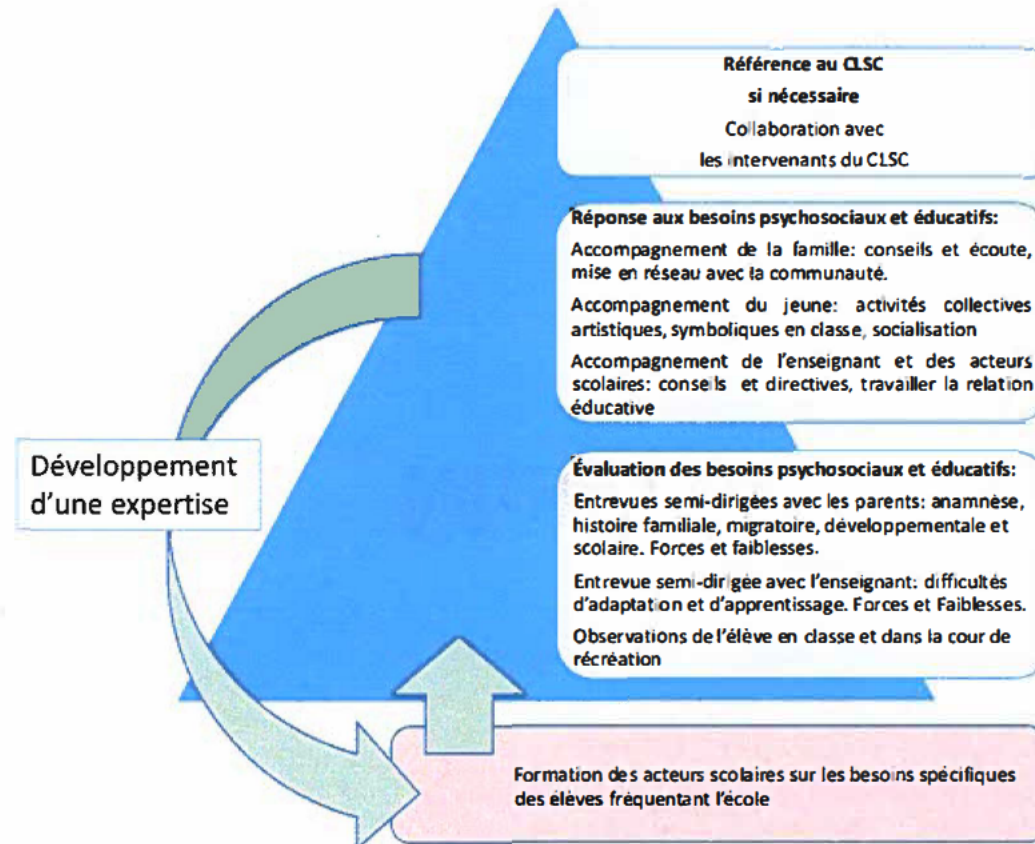 Référence au CLSC
si nécessaire
Collaboration avec
les intervenants du CLSC
Réponse aux besoins psychosociaux et éducatifs:
Accompagnement de la famille: conseils et écoute,
mise en réseau avec la communauté.
Accompagnement du jeune: activités collectives
artistiques, symboliques en classe, socialisation
Accompagnement de l'enseignant et des acteurs
scolaires: conseils et directives, travailler la relation
éducative
Développement
d'une expertise
Évaluation des besoins psychosociaux et éducatifs:
Entrevues semi-dirigées avec les parents: anamnèse,
histoire familiale, migratoire, développementale et
scolaire. Forces et faiblesses.
Entrevue semi-dirigée avec l'enseignant: difficultés
d'adaptation et d'apprentissage. Forces et Faiblesses.
Observations de l'élève en classe et dans la cour de
récréation
Formation des acteurs scolaires sur les besoins spécifiques
des élèves fréquentant l'école